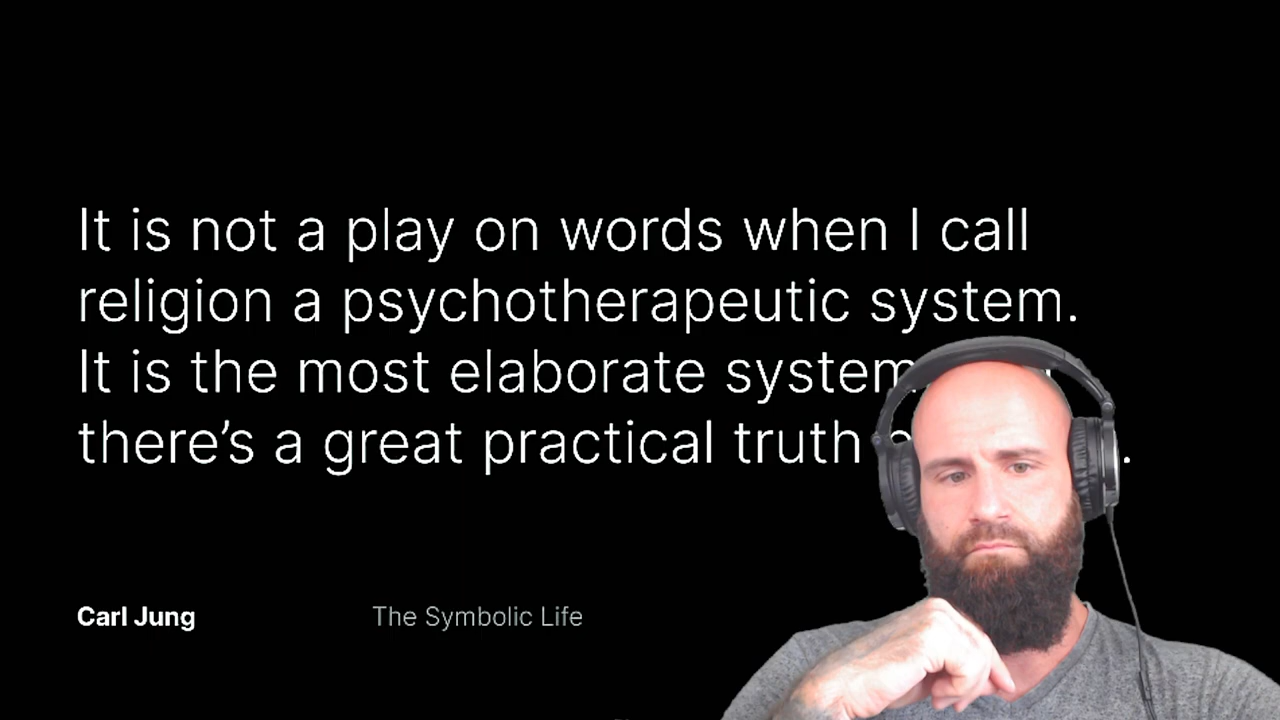 It is not a play on words when I call
religion a psychotherapeutic system.
It is the most elaborate system
there’s a great practical truth
Carl Jung
The Symbolic Life